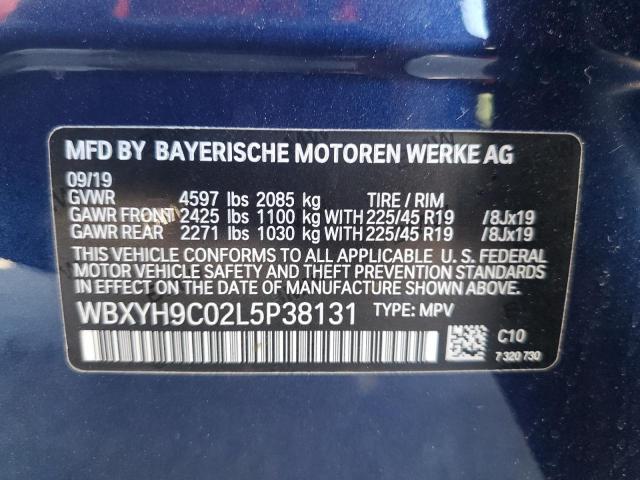 MFD BY BAYERISCHE MOTOREN WERKE AG
09/19
GVWR 4597 lbs 2085 kg TIRE / RIM
GAWR FRONT 2425 lbs 1100 kg WITH 225/45 R19 /8Jx19
GAWR REAR 2271 lbs 1030 kg WITH 225/45 R19 /8Jx19
THIS VEHICLE CONFORMS TO ALL APPLICABLE U. S. FEDERAL
MOTOR VEHICLE SAFETY AND THEFT PREVENTION STANDARDS
IN EFFECT ON THE DATE OF MANUFACTURE SHOWN ABOVE.
WBXYH9C02L5P38131 TYPE: MPV
C10
7 320 730